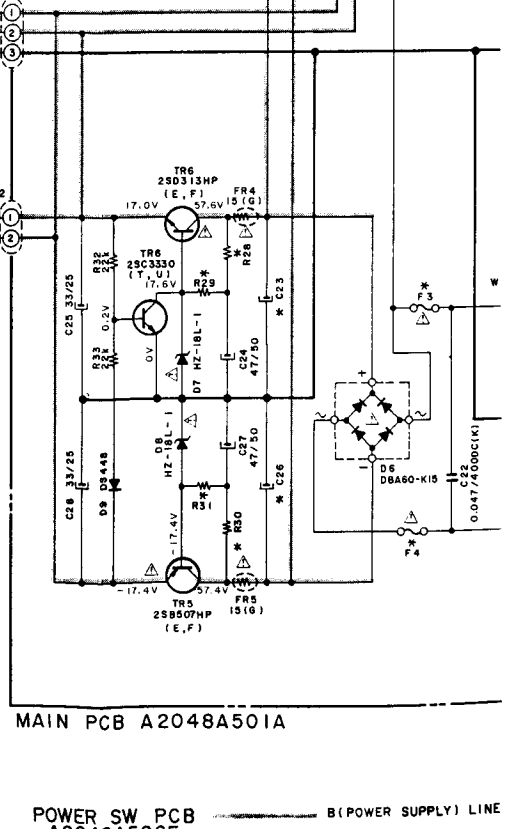 1
2
3
TR6
2SD313HP
(E,F)
17.0V
57.6V
FR4
15(G)
2
1
2
R32
22K
TR6
2SC3330
(T,U)
17.6V
*
R29
*
R28
C25 33/25
0.2V
*
C23
R33
22K
0V
D7 HZ-18L-1
C24
47/50
*
F3
W
+
~
~
D6
DBA60-K15
−
C22
0.047/400DC(K)
C28 33/25
D9 DS448
D8
HZ-18L-1
C27
47/50
*
C26
*
R31
-17.4V
R30
*
*
F4
-17.4V
57.4V
TR5
2SB507HP
(E,F)
FR5
15(G)
MAIN PCB A2048A501A
POWER SW PCB
B(POWER SUPPLY) LINE